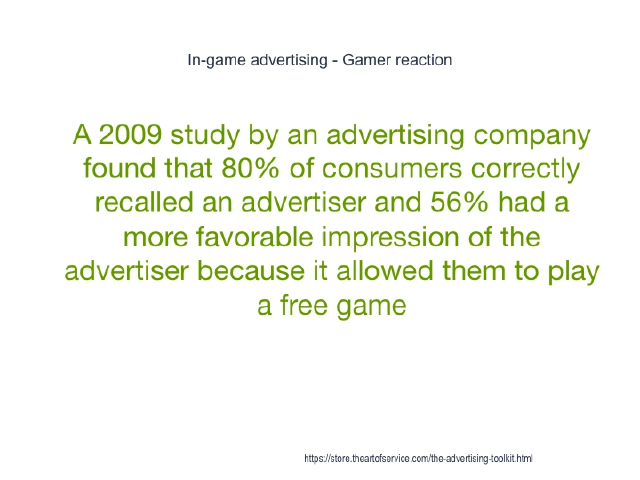 In-game advertising - Gamer reaction
A 2009 study by an advertising company
found that 80% of consumers correctly
recalled an advertiser and 56% had a
more favorable impression of the
advertiser because it allowed them to play
a free game
https://store.theartofservice.com/the-advertising-toolkit.html